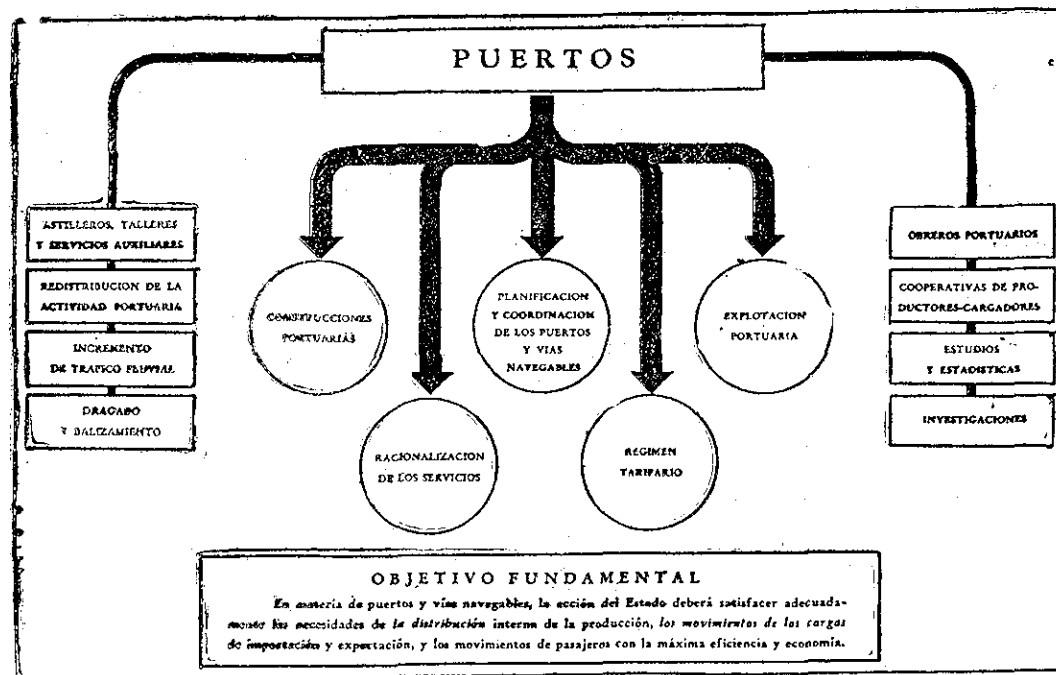 PUERTOS
ASTILLEROS, TALLERES
Y SERVICIOS AUXILIARES
REDISTRIBUCION DE LA
ACTIVIDAD PORTUARIA
INCREMENTO
DE TRAFICO FLUVIAL
DRAGADO
Y BALIZAMIENTO
CONSTRUCCIONES
PORTUARIAS
RACIONALIZACION
DE LOS SERVICIOS
PLANIFICACION
Y COORDINACION
DE LOS PUERTOS
Y VIAS
NAVEGABLES
REGIMEN
TARIFARIO
EXPLOTACION
PORTUARIA
OBREROS PORTUARIOS
COOPERATIVAS DE PRO-
DUCTORES-CARGADORES
ESTUDIOS
Y ESTADISTICAS
INVESTIGACIONES
OBJETIVO FUNDAMENTAL
En materia de puertos y vías navegables, la acción del Estado deberá satisfacer adecuada-
mente las necesidades de la distribución interna de la producción, los movimientos de las cargas
de importación y exportación, y los movimientos de pasajeros con la máxima eficiencia y economía.